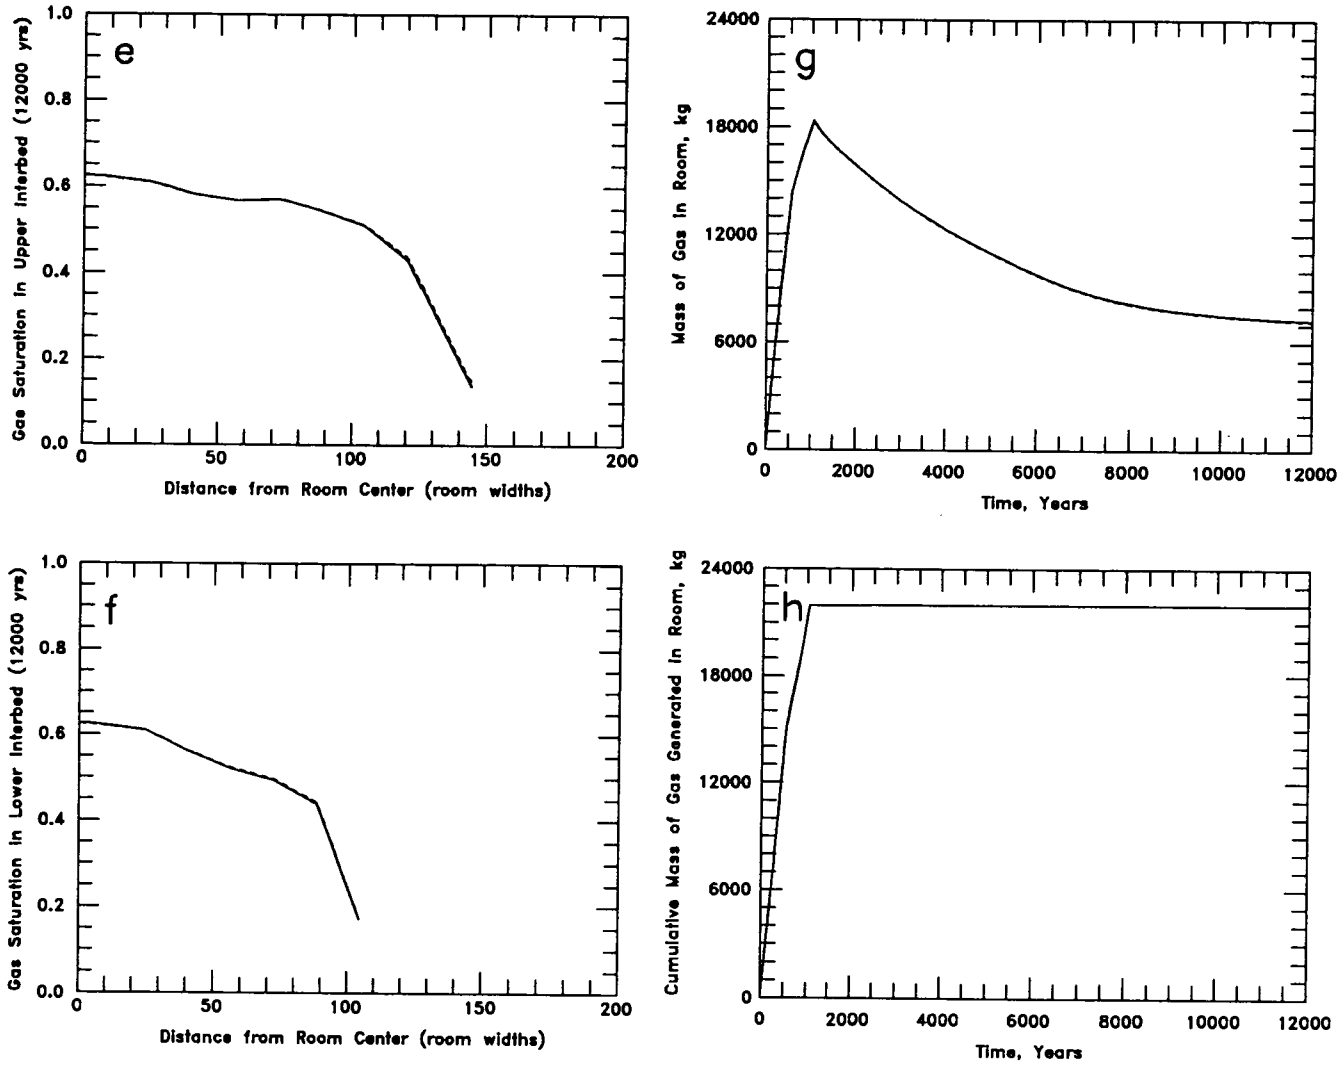 e
Gas Saturation in Upper Interbed (12000 yrs)
1.0
0.8
0.6
0.4
0.2
0.0
0 50 100 150 200
Distance from Room Center (room widths)
g
Mass of Gas in Room, kg
24000
18000
12000
6000
0
0 2000 4000 6000 8000 10000 12000
Time, Years
f
Gas Saturation in Lower Interbed (12000 yrs)
1.0
0.8
0.6
0.4
0.2
0.0
0 50 100 150 200
Distance from Room Center (room widths)
h
Cumulative Mass of Gas Generated in Room, kg
24000
18000
12000
6000
0
0 2000 4000 6000 8000 10000 12000
Time, Years